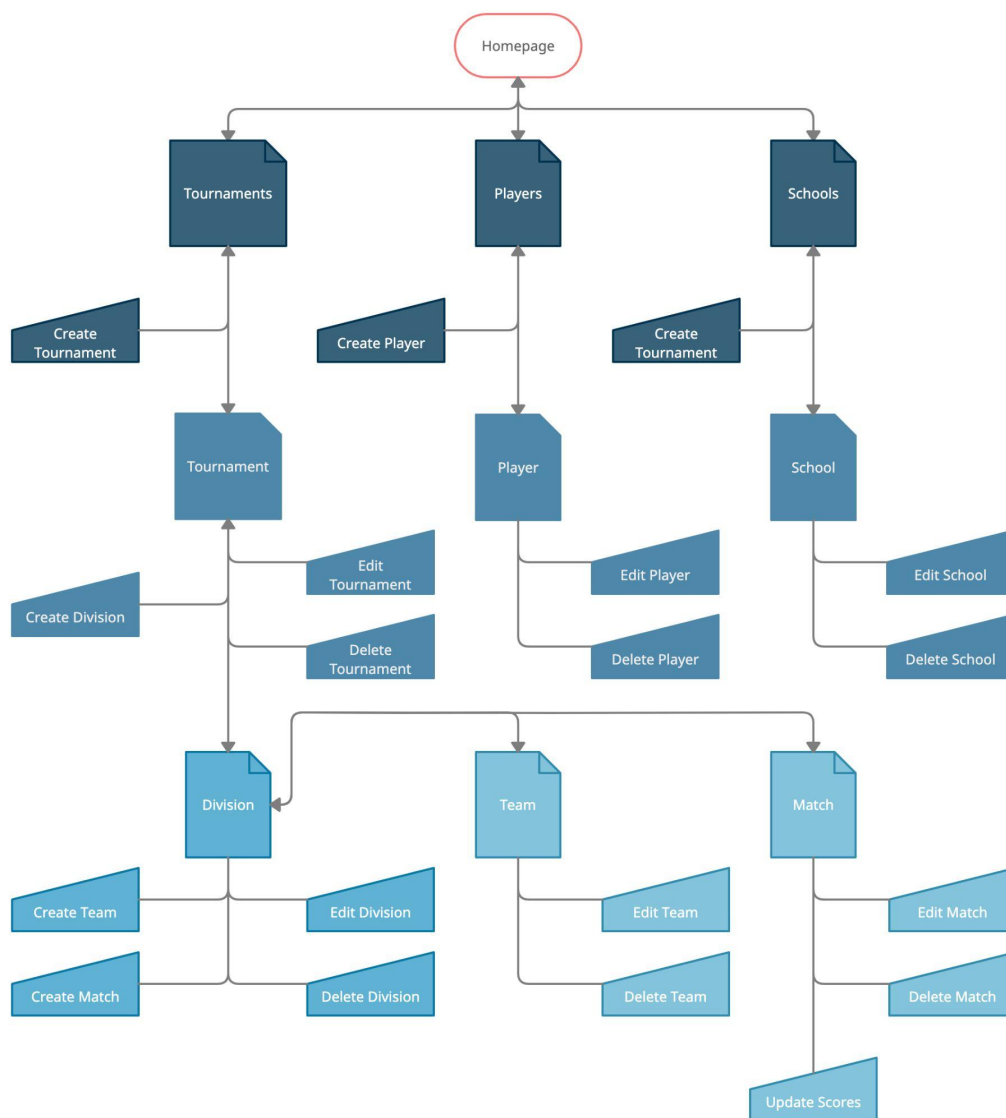 Homepage
Tournaments
Players
Schools
Create
Tournament
Create Player
Create
Tournament
Tournament
Player
School
Edit
Tournament
Edit Player
Edit School
Create Division
Delete
Tournament
Delete Player
Delete School
Division
Team
Match
Create Team
Edit Division
Edit Team
Edit Match
Create Match
Delete Division
Delete Team
Delete Match
Update Scores